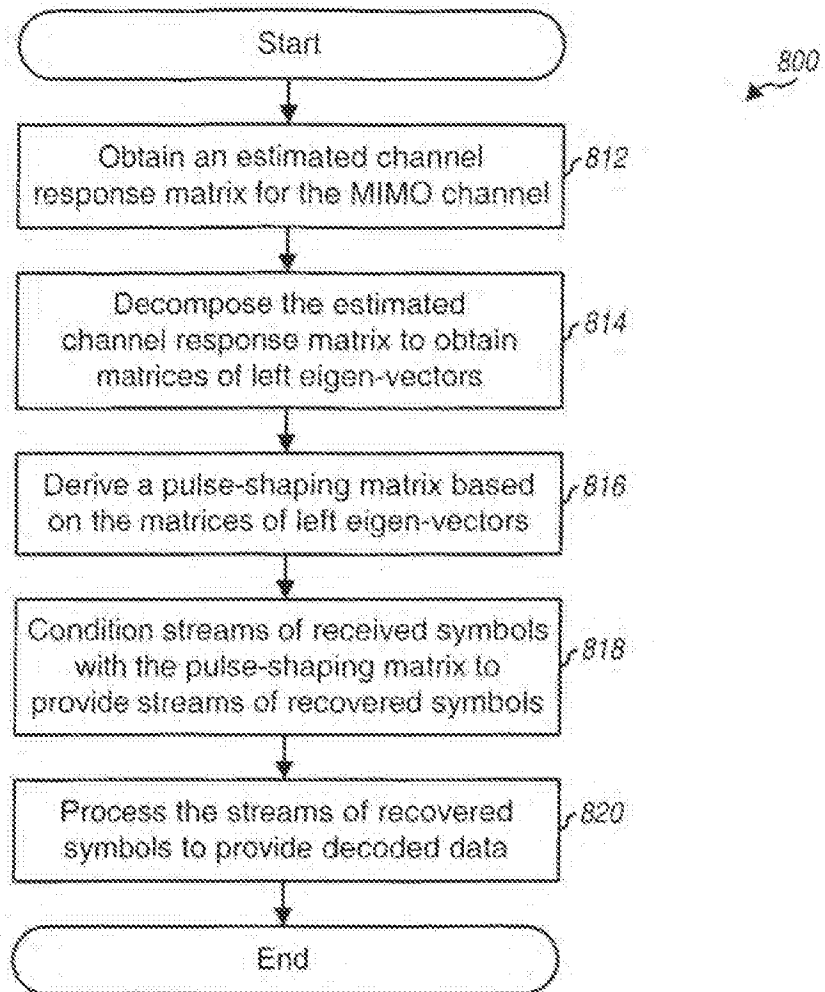 Start
800
Obtain an estimated channel
response matrix for the MIMO channel
812
Decompose the estimated
channel response matrix to obtain
matrices of left eigen-vectors
814
Derive a pulse-shaping matrix based
on the matrices of left eigen-vectors
816
Condition streams of received symbols
with the pulse-shaping matrix to
provide streams of recovered symbols
818
Process the streams of recovered
symbols to provide decoded data
820
End